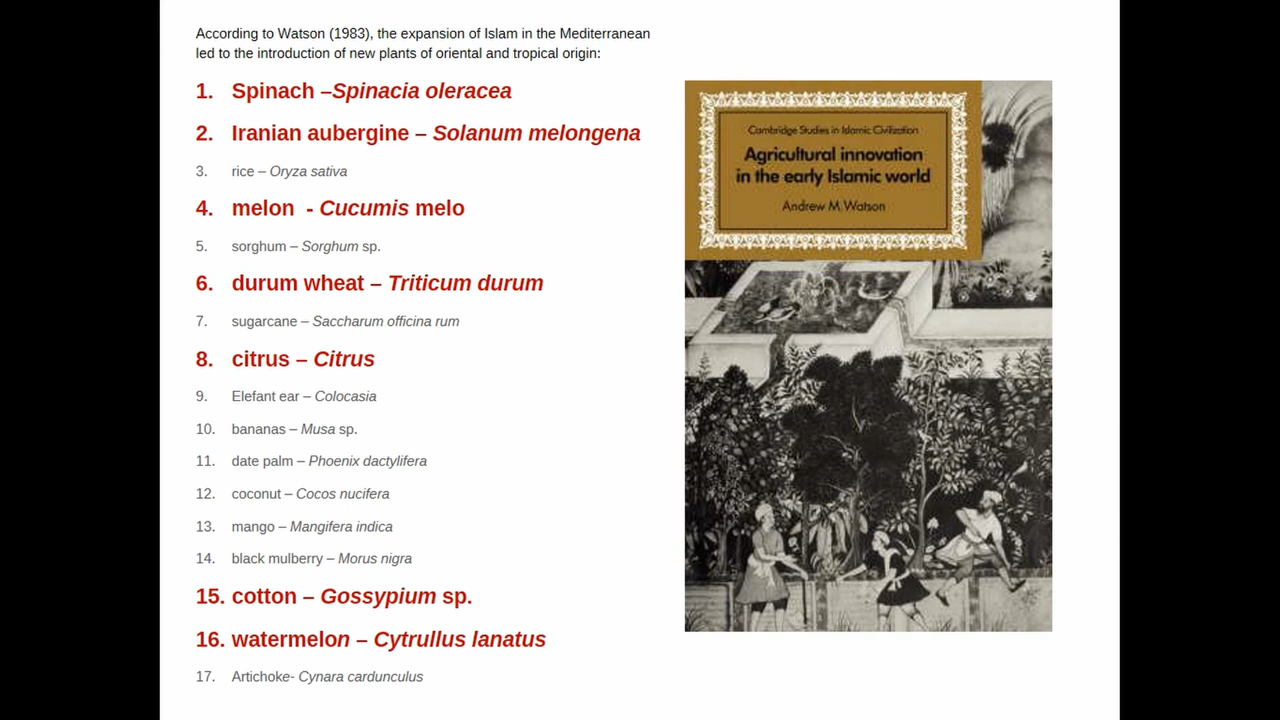 According to Watson (1983), the expansion of Islam in the Mediterranean
led to the introduction of new plants of oriental and tropical origin:
1. Spinach –Spinacia oleracea
2. Iranian aubergine – Solanum melongena
3. rice – Oryza sativa
4. melon - Cucumis melo
5. sorghum – Sorghum sp.
6. durum wheat – Triticum durum
7. sugarcane – Saccharum officina rum
8. citrus – Citrus
9. Elefant ear – Colocasia
10. bananas – Musa sp.
11. date palm – Phoenix dactylifera
12. coconut – Cocos nucifera
13. mango – Mangifera indica
14. black mulberry – Morus nigra
15. cotton – Gossypium sp.
16. watermelon – Cytrullus lanatus
17. Artichoke- Cynara cardunculus
Cambridge Studies in Islamic Civilization
Agricultural innovation
in the early Islamic world
Andrew M. Watson